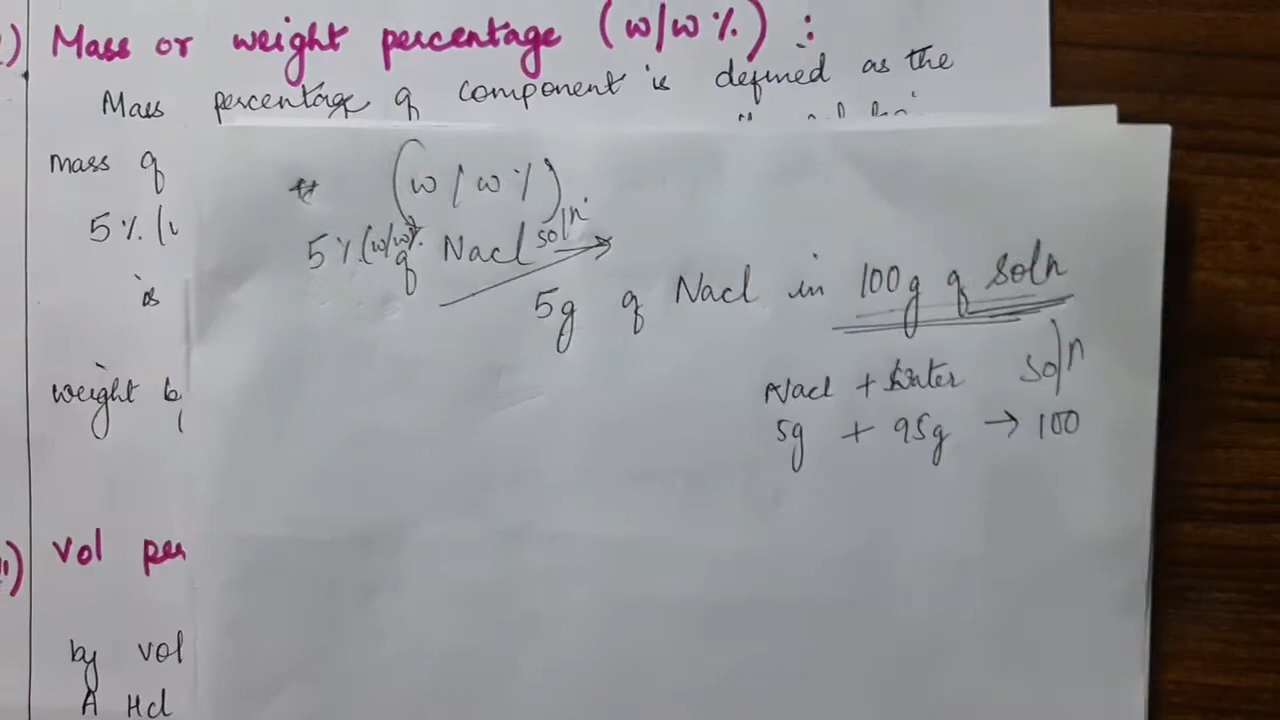 ) Mass or weight percentage (w/w %) :
Mass percentage of component is defined as the
mass of
5 % (
is
weight
(w/w %)
5 % (w/w)% of Nacl soln
5g of Nacl in 100g of soln
Nacl + water soln
5g + 95g → 100
ii) Vol per
by vol
A Hcl